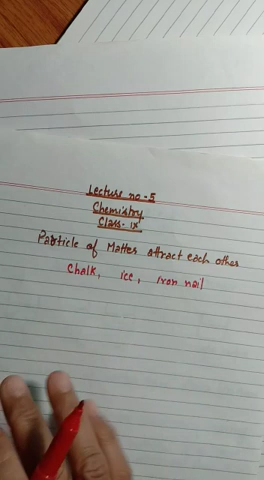 Lecture no-5
Chemistry
Class-IX
Particle of Matter attract each other
Chalk, ice, iron nail